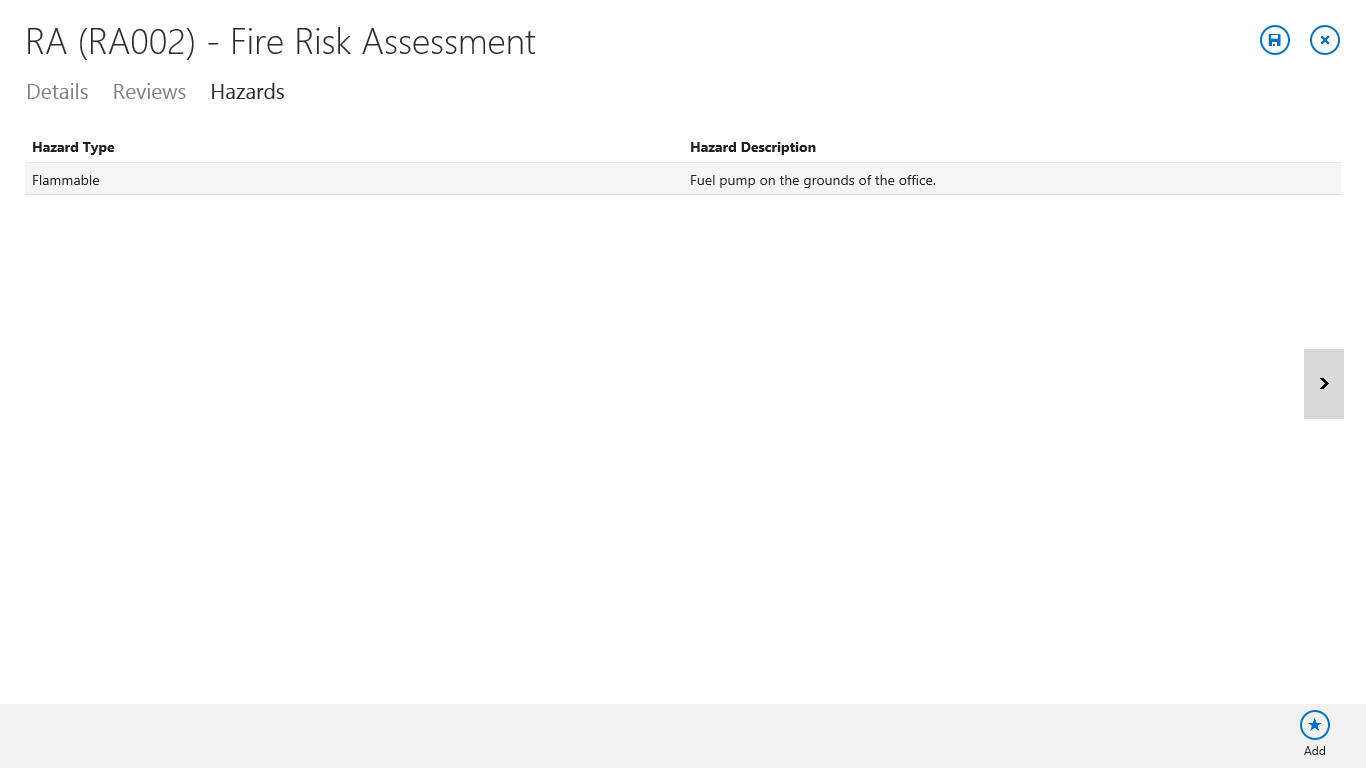 RA (RA002) - Fire Risk Assessment
Details Reviews Hazards
Hazard Type Hazard Description
Flammable Fuel pump on the grounds of the office.
Add